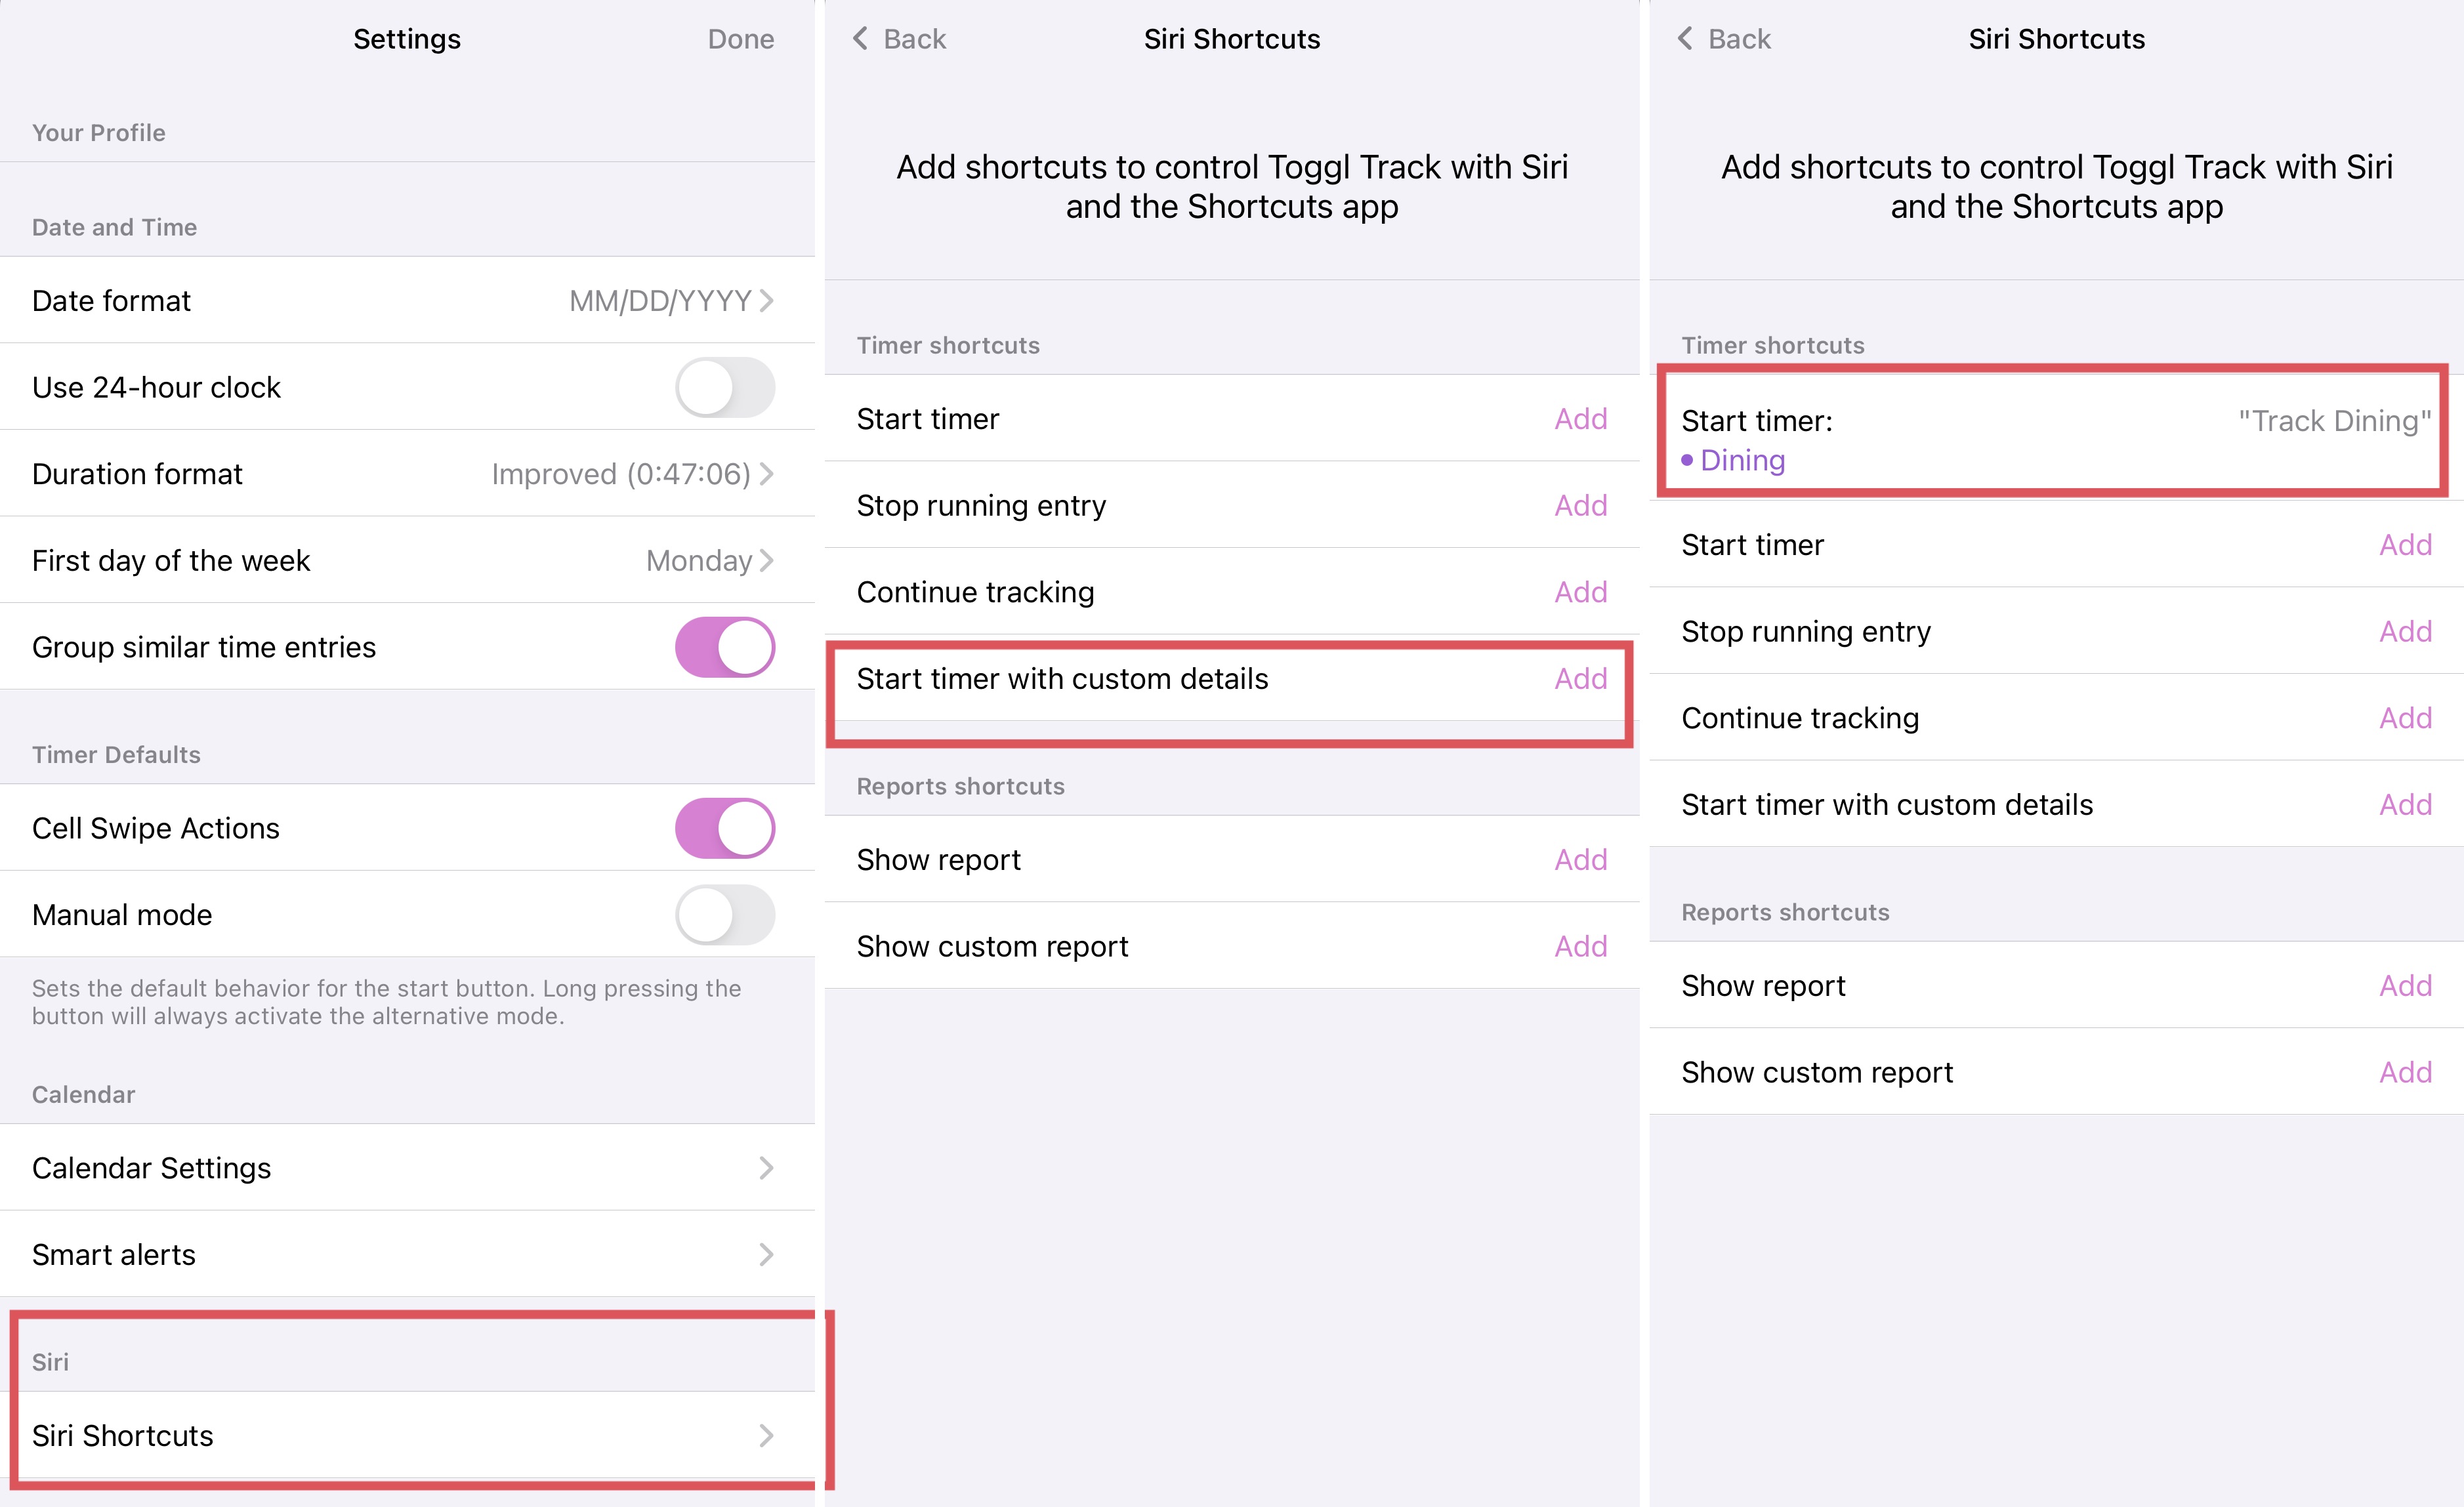 Settings
Done
Your Profile
Date and Time
Date format MM/DD/YYYY
Use 24-hour clock
Duration format Improved (0:47:06)
First day of the week Monday
Group similar time entries
Timer Defaults
Cell Swipe Actions
Manual mode
Sets the default behavior for the start button. Long pressing the
button will always activate the alternative mode.
Calendar
Calendar Settings
Smart alerts
Siri
Siri Shortcuts
Back
Siri Shortcuts
Add shortcuts to control Toggl Track with Siri
and the Shortcuts app
Timer shortcuts
Start timer Add
Stop running entry Add
Continue tracking Add
Start timer with custom details Add
Reports shortcuts
Show report Add
Show custom report Add
Back
Siri Shortcuts
Add shortcuts to control Toggl Track with Siri
and the Shortcuts app
Timer shortcuts
Start timer: "Track Dining"
• Dining
Start timer Add
Stop running entry Add
Continue tracking Add
Start timer with custom details Add
Reports shortcuts
Show report Add
Show custom report Add